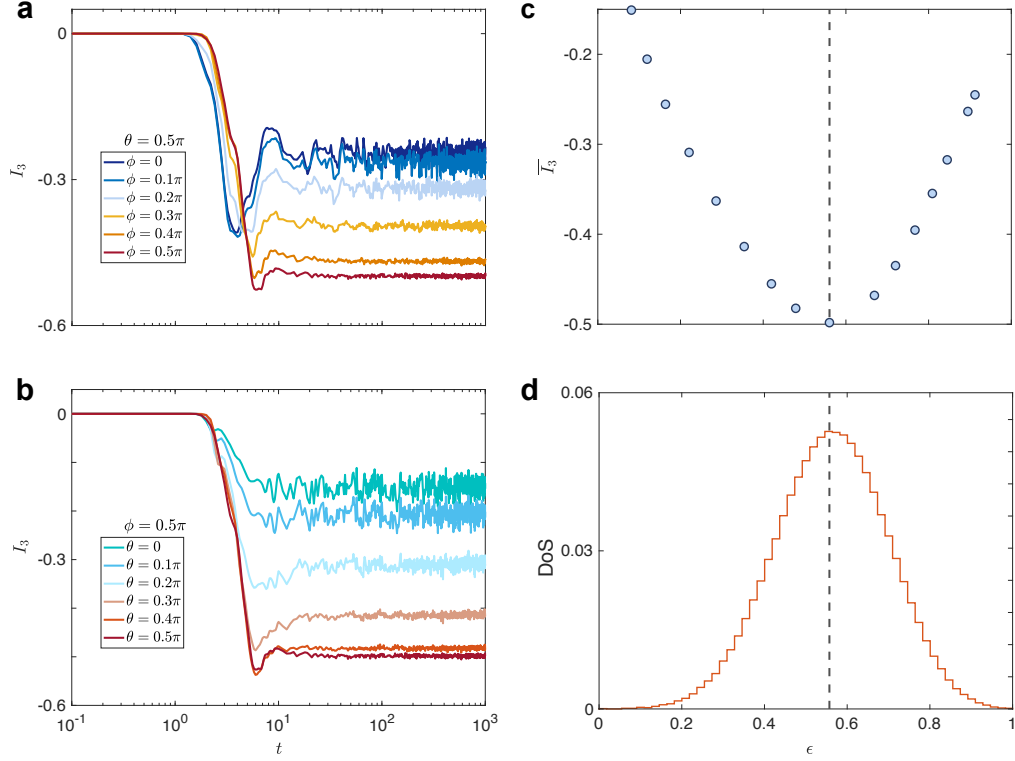 a
0
-0.3
-0.6
I₃
θ = 0.5π
ϕ = 0
ϕ = 0.1π
ϕ = 0.2π
ϕ = 0.3π
ϕ = 0.4π
ϕ = 0.5π
b
0
-0.3
-0.6
I₃
ϕ = 0.5π
θ = 0
θ = 0.1π
θ = 0.2π
θ = 0.3π
θ = 0.4π
θ = 0.5π
10⁻¹ 10⁰ 10¹ 10² 10³
t
c
-0.2
-0.3
-0.4
-0.5
I̅₃
d
0.06
0.03
0
DoS
0 0.2 0.4 0.6 0.8 1
ϵ